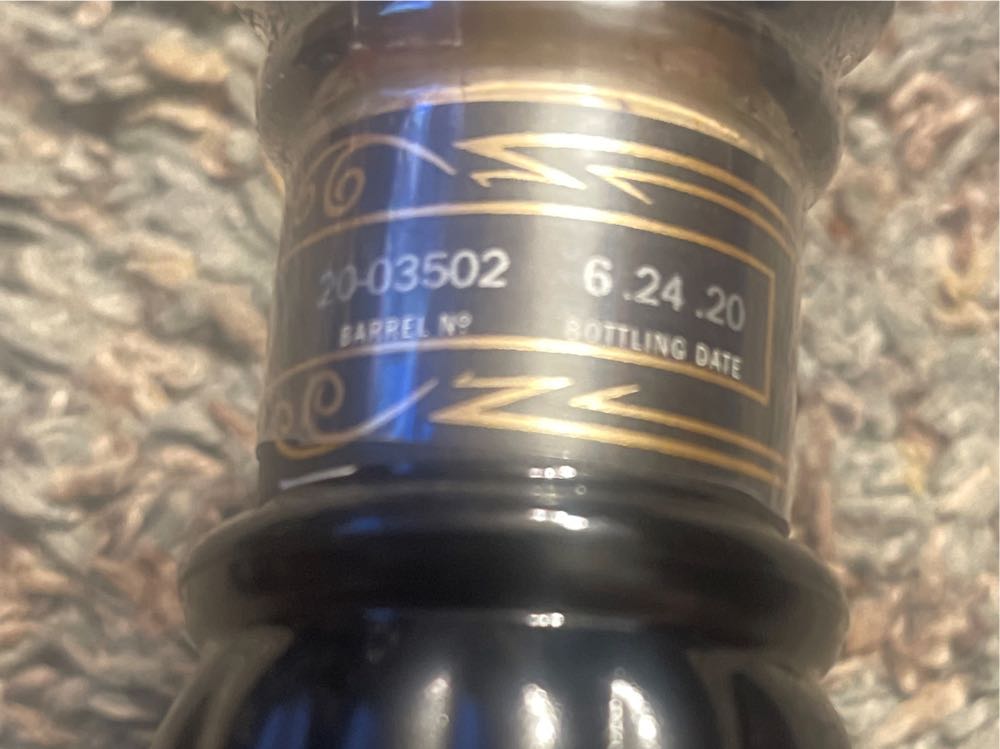 20-03502 6.24.20
BARREL Nº BOTTLING DATE